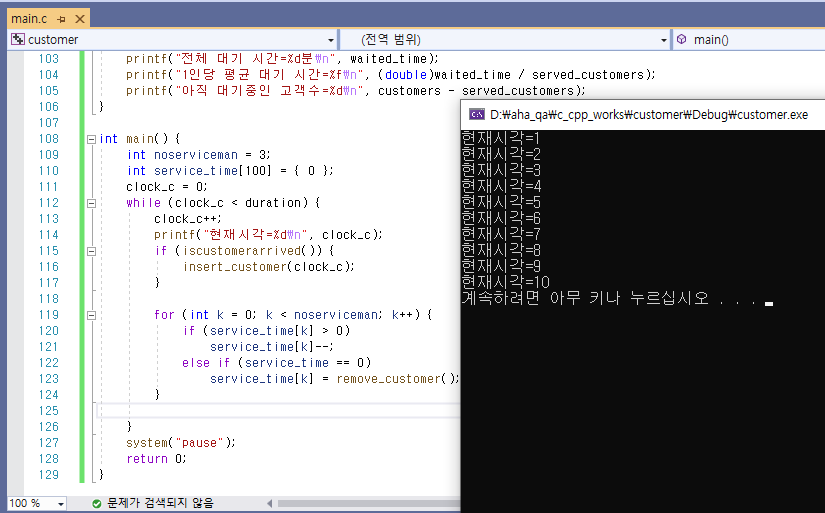 main.c
customer
(전역 범위)
main()
103 printf("전체 대기 시간=%d분₩n", waited_time);
104 printf("1인당 평균 대기 시간=%f₩n", (double)waited_time / served_customers);
105 printf("아직 대기중인 고객수=%d₩n", customers - served_customers);
106 }
107
108 int main() {
109 int noserviceman = 3;
110 int service_time[100] = { 0 };
111 clock_c = 0;
112 while (clock_c < duration) {
113 clock_c++;
114 printf("현재시각=%d₩n", clock_c);
115 if (iscustomerarrived()) {
116 insert_customer(clock_c);
117 }
118
119 for (int k = 0; k < noserviceman; k++) {
120 if (service_time[k] > 0)
121 service_time[k]--;
122 else if (service_time == 0)
123 service_time[k] = remove_customer();
124 }
125
126 }
127 system("pause");
128 return 0;
129 }
100 %
문제가 검색되지 않음
D:₩aha_qa₩c_cpp_works₩customer₩Debug₩customer.exe
현재시각=1
현재시각=2
현재시각=3
현재시각=4
현재시각=5
현재시각=6
현재시각=7
현재시각=8
현재시각=9
현재시각=10
계속하려면 아무 키나 누르십시오 . . .